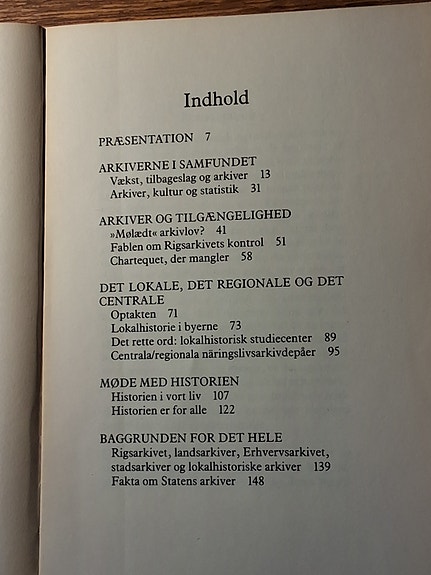 Indhold
PRÆSENTATION 7
ARKIVERNE I SAMFUNDET
Vækst, tilbageslag og arkiver 13
Arkiver, kultur og statistik 31
ARKIVER OG TILGÆNGELIGHED
»Mølædt« arkivlov? 41
Fablen om Rigsarkivets kontrol 51
Chartequet, der mangler 58
DET LOKALE, DET REGIONALE OG DET
CENTRALE
Optakten 71
Lokalhistorie i byerne 73
Det rette ord: lokalhistorisk studiecenter 89
Centrala/regionala näringslivsarkivdepåer 95
MØDE MED HISTORIEN
Historien i vort liv 107
Historien er for alle 122
BAGGRUNDEN FOR DET HELE
Rigsarkivet, landsarkiver, Erhvervsarkivet,
stadsarkiver og lokalhistoriske arkiver 139
Fakta om Statens arkiver 148